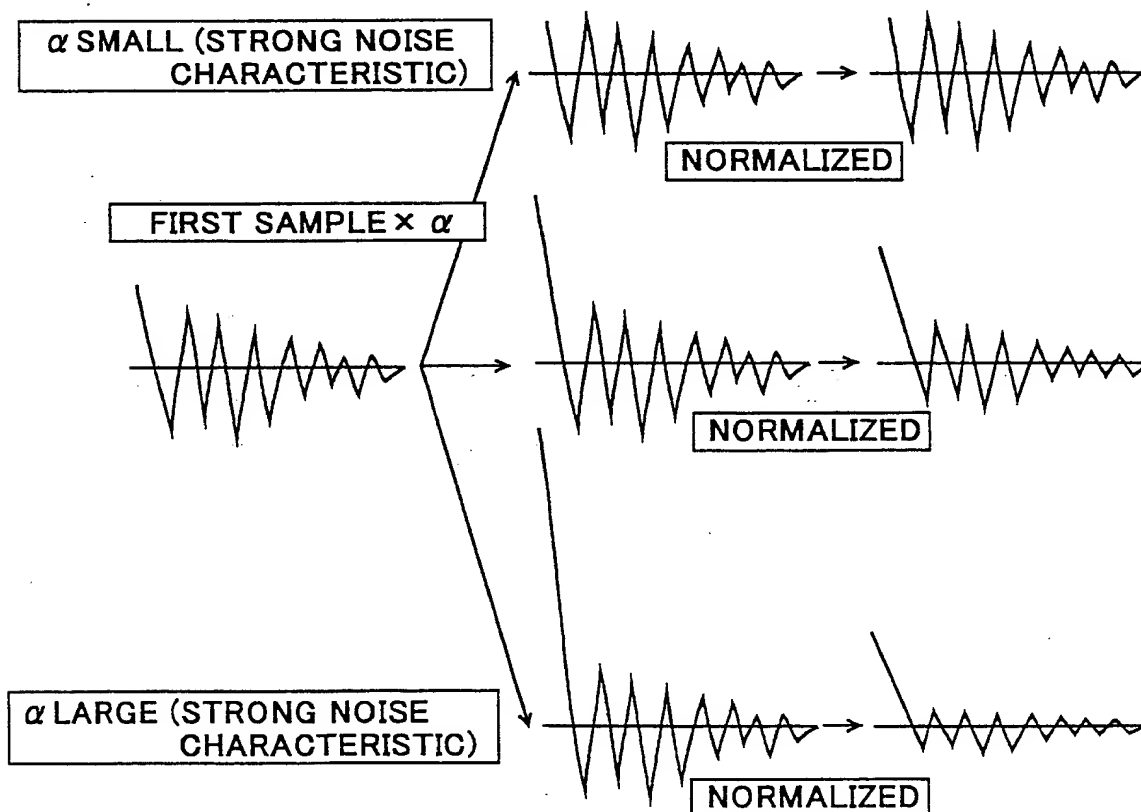 α SMALL (STRONG NOISE
CHARACTERISTIC)
NORMALIZED
FIRST SAMPLE × α
NORMALIZED
α LARGE (STRONG NOISE
CHARACTERISTIC)
NORMALIZED